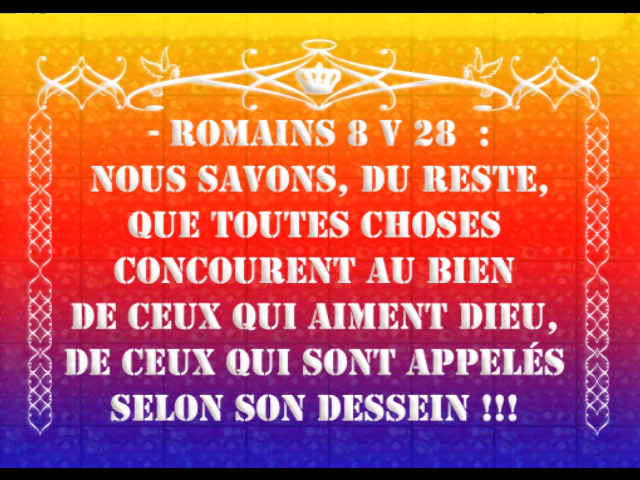 - ROMAINS 8 V 28 :
NOUS SAVONS, DU RESTE,
QUE TOUTES CHOSES
CONCOURENT AU BIEN
DE CEUX QUI AIMENT DIEU,
DE CEUX QUI SONT APPELÉS
SELON SON DESSEIN !!!